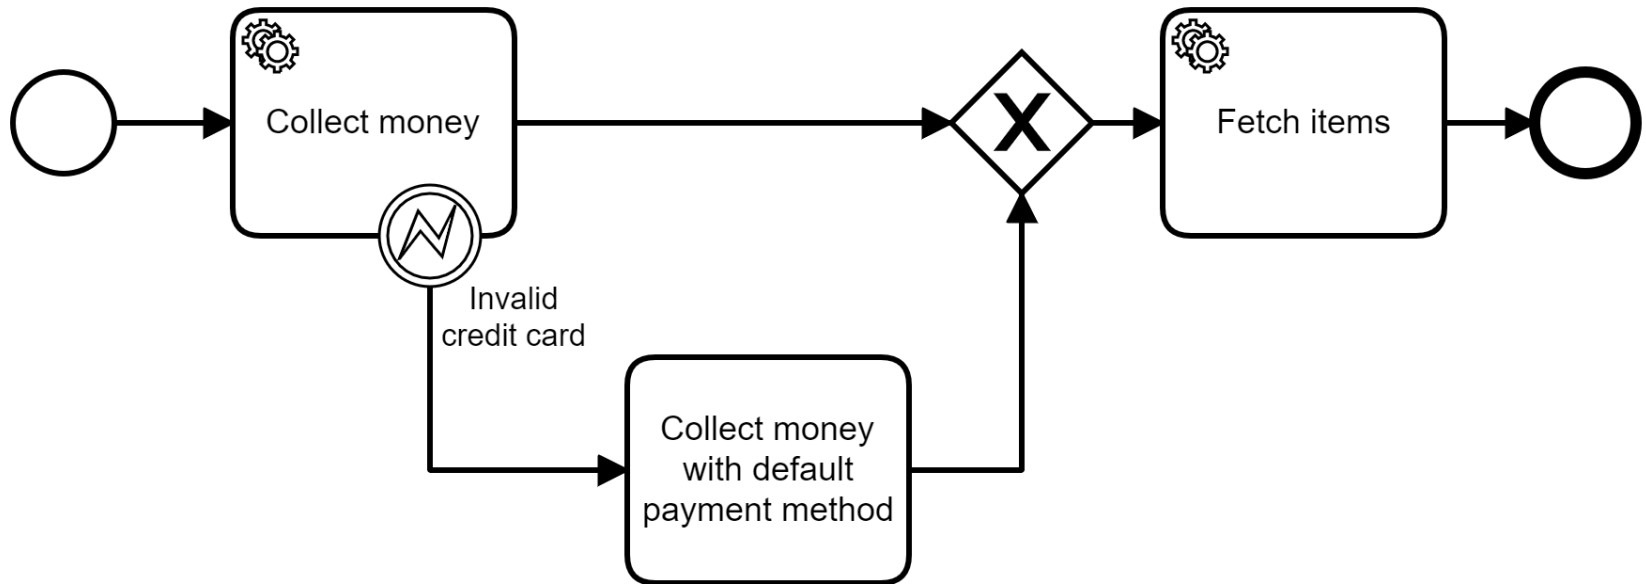 Collect money
Fetch items
Invalid
credit card
Collect money
with default
payment method